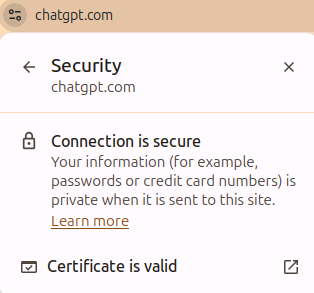 chatgpt.com
Security
chatgpt.com
Connection is secure
Your information (for example,
passwords or credit card numbers) is
private when it is sent to this site.
Learn more
Certificate is valid